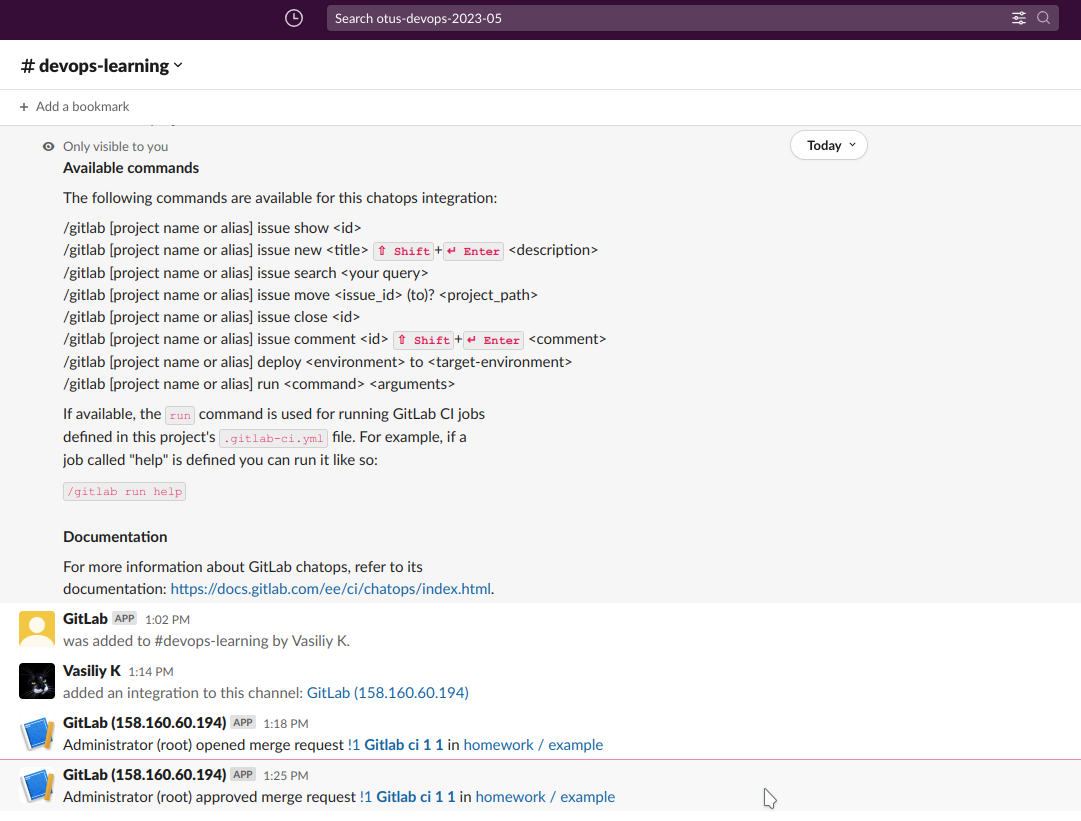 Search otus-devops-2023-05
# devops-learning
+ Add a bookmark
Only visible to you
Today
Available commands
The following commands are available for this chatops integration:
/gitlab [project name or alias] issue show <id>
/gitlab [project name or alias] issue new <title> ⇧ Shift+↵ Enter <description>
/gitlab [project name or alias] issue search <your query>
/gitlab [project name or alias] issue move <issue_id> (to)? <project_path>
/gitlab [project name or alias] issue close <id>
/gitlab [project name or alias] issue comment <id> ⇧ Shift+↵ Enter <comment>
/gitlab [project name or alias] deploy <environment> to <target-environment>
/gitlab [project name or alias] run <command> <arguments>
If available, the run command is used for running GitLab CI jobs
defined in this project's .gitlab-ci.yml file. For example, if a
job called "help" is defined you can run it like so:
/gitlab run help
Documentation
For more information about GitLab chatops, refer to its
documentation: https://docs.gitlab.com/ee/ci/chatops/index.html.
GitLab APP 1:02 PM
was added to #devops-learning by Vasiliy K.
Vasiliy K 1:14 PM
added an integration to this channel: GitLab (158.160.60.194)
GitLab (158.160.60.194) APP 1:18 PM
Administrator (root) opened merge request !1 Gitlab ci 1 1 in homework / example
GitLab (158.160.60.194) APP 1:25 PM
Administrator (root) approved merge request !1 Gitlab ci 1 1 in homework / example